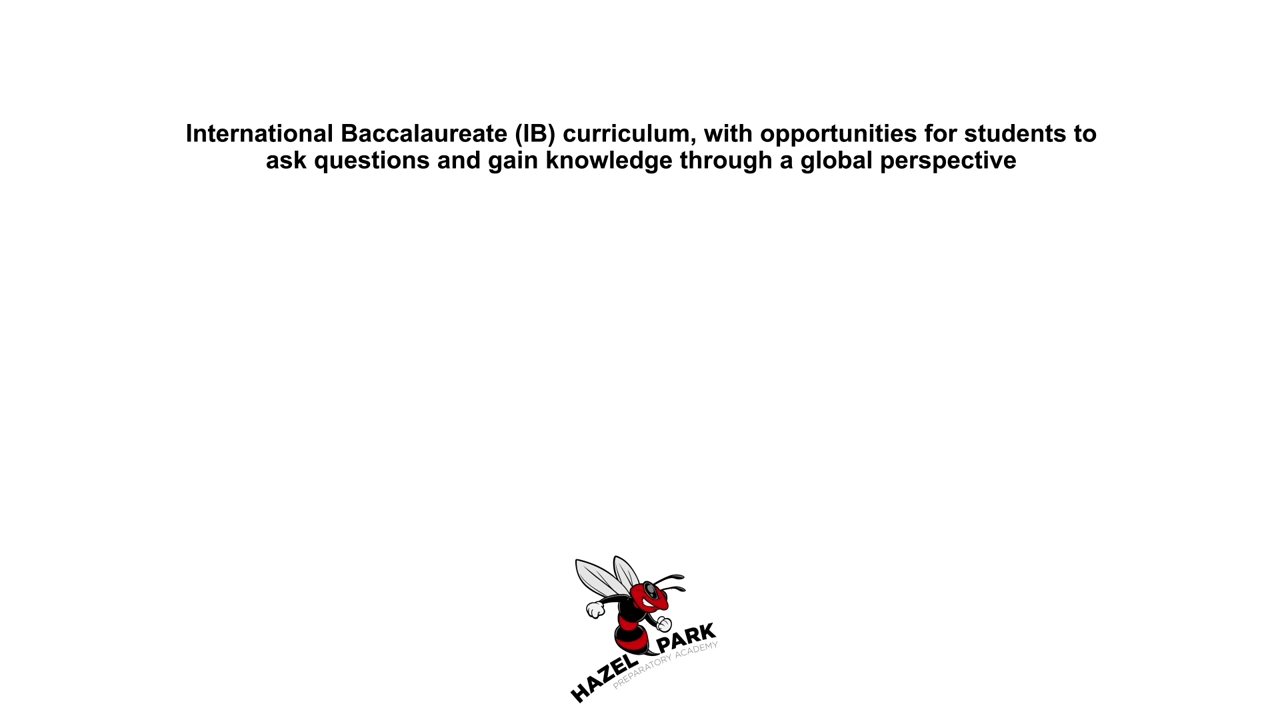 International Baccalaureate (IB) curriculum, with opportunities for students to
ask questions and gain knowledge through a global perspective
HAZEL PARK
PREPARATORY ACADEMY